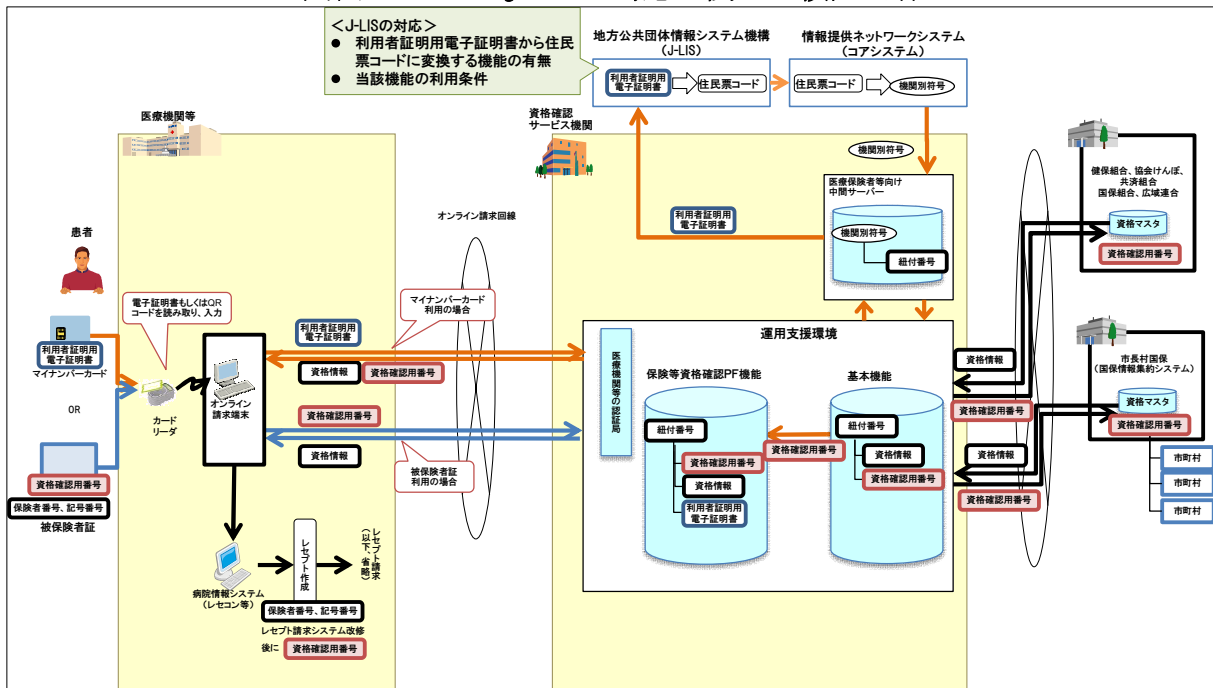 ＜J-LISの対応＞
● 利用者証明用電子証明書から住民
票コードに変換する機能の有無
● 当該機能の利用条件
地方公共団体情報システム機構
（J-LIS）
利用者証明用
電子証明書
住民票コード
情報提供ネットワークシステム
（コアシステム）
住民票コード
機関別符号
医療機関等
資格確認
サービス機関
機関別符号
医療保険者等向け
中間サーバー
機関別符号
紐付番号
利用者証明用
電子証明書
健保組合、協会けんぽ、
共済組合
国保組合、広域連合
資格マスタ
資格確認用番号
オンライン請求回線
患者
電子証明書もしくはQR
コードを読み取り、入力
マイナンバーカード
利用の場合
利用者証明用
電子証明書
マイナンバーカード
OR
カード
リーダ
オンライン
請求端末
利用者証明用
電子証明書
資格情報
資格確認用番号
資格確認用番号
資格情報
被保険者証
利用の場合
資格確認用番号
保険者番号、記号番号
被保険者証
運用支援環境
医療機関等の認証局
保険等資格確認PF機能
紐付番号
資格確認用番号
資格情報
利用者証明用
電子証明書
資格確認用番号
基本機能
紐付番号
資格情報
資格確認用番号
資格情報
資格確認用番号
資格情報
資格確認用番号
市長村国保
（国保情報集約システム）
資格マスタ
資格確認用番号
市町村
市町村
市町村
病院情報システム
（レセコン等）
レセプト作成
レセプト請求
（以下、省略）
保険者番号、記号番号
レセプト請求システム改修
後に 資格確認用番号